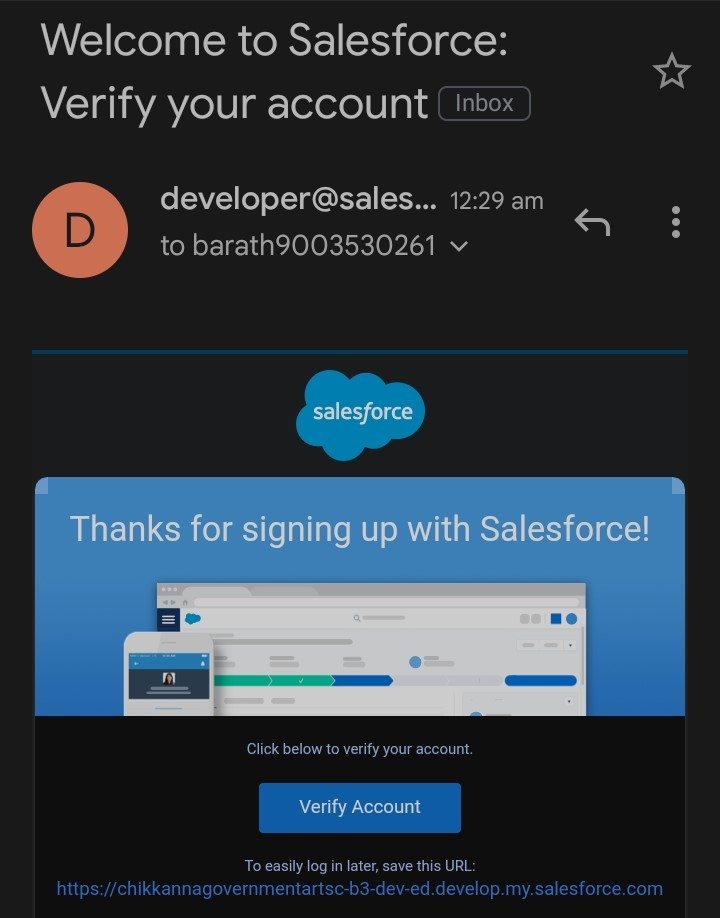 Welcome to Salesforce:
Verify your account Inbox
D
developer@sales... 12:29 am
to barath9003530261
salesforce
Thanks for signing up with Salesforce!
Click below to verify your account.
Verify Account
To easily log in later, save this URL:
https://chikkannagovernmentartsc-b3-dev-ed.develop.my.salesforce.com